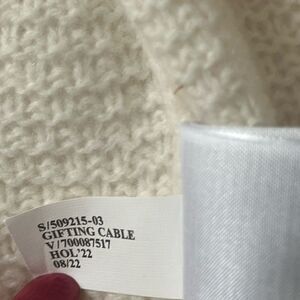 S/509215-03
GIFTING CABLE
V/700087517
HOL'22
08/22